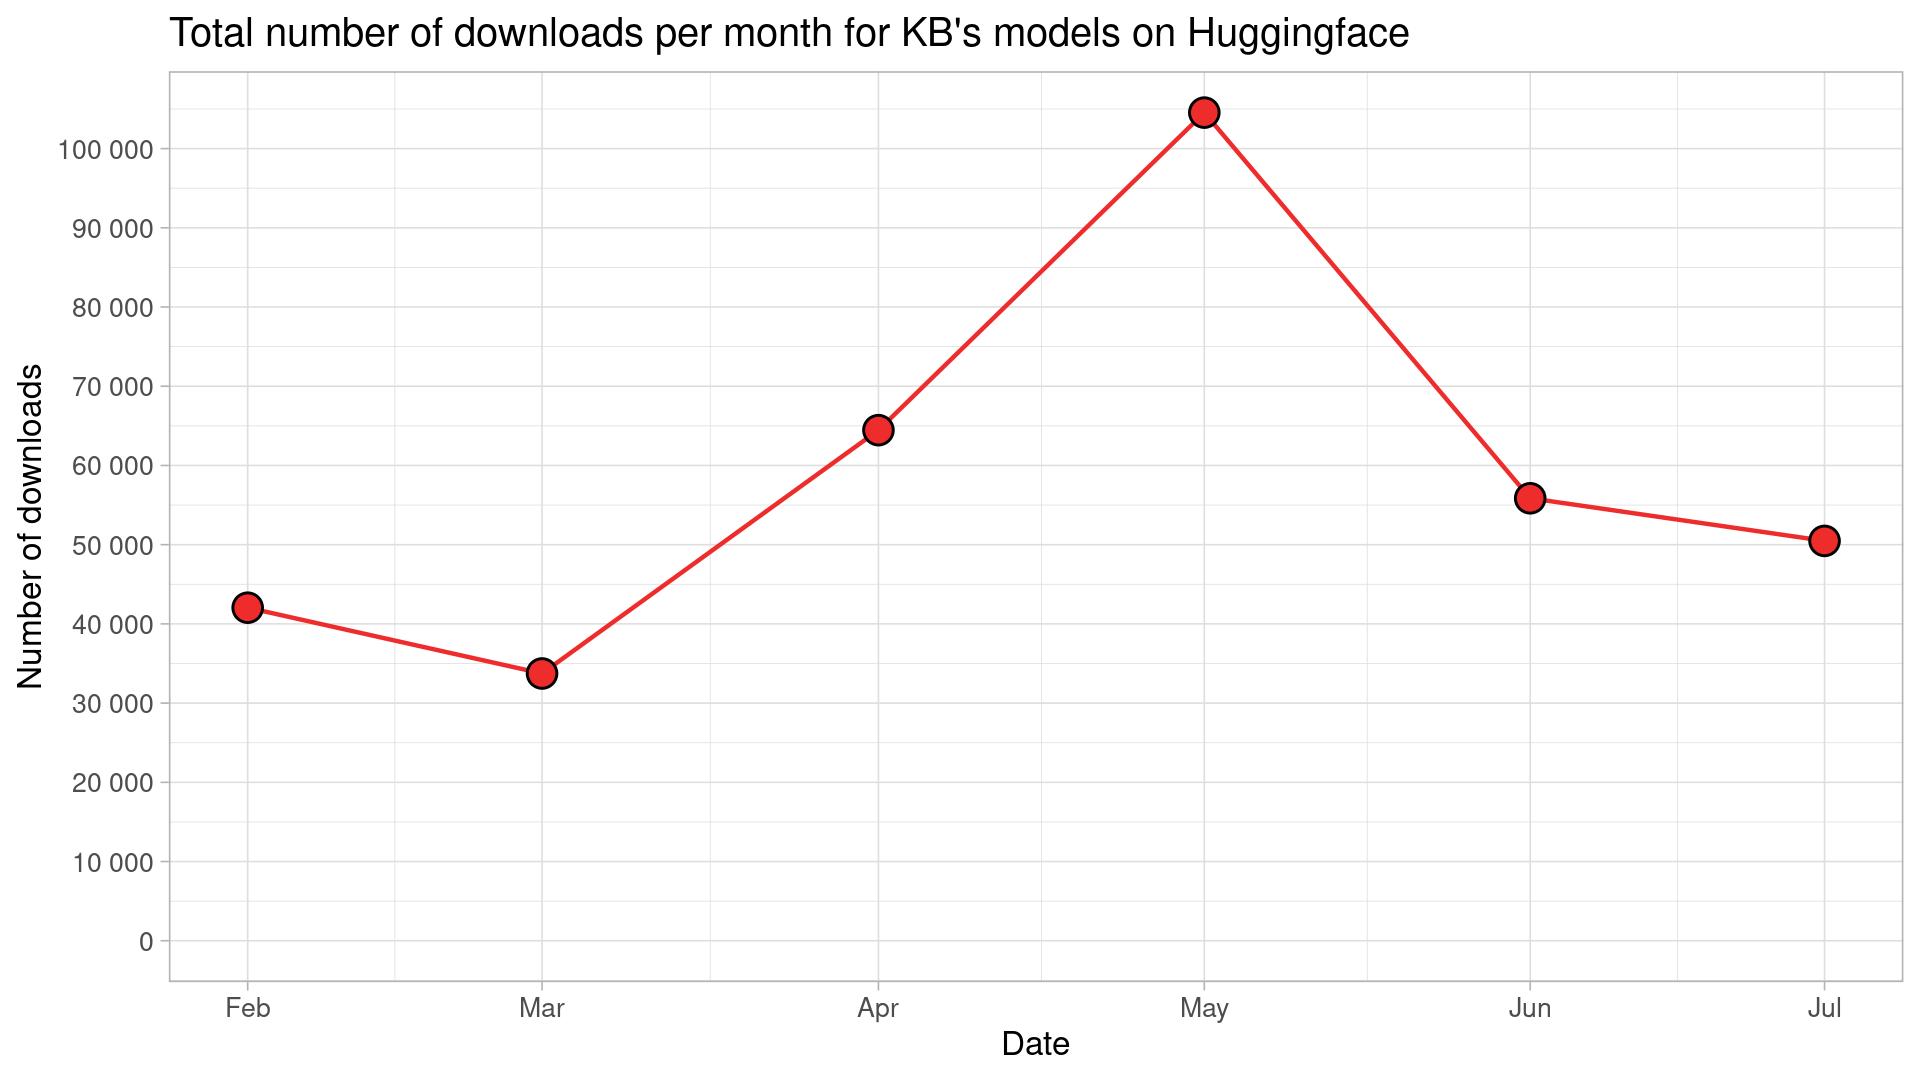 Total number of downloads per month for KB's models on Huggingface
Number of downloads
100 000
90 000
80 000
70 000
60 000
50 000
40 000
30 000
20 000
10 000
0
Feb Mar Apr May Jun Jul
Date